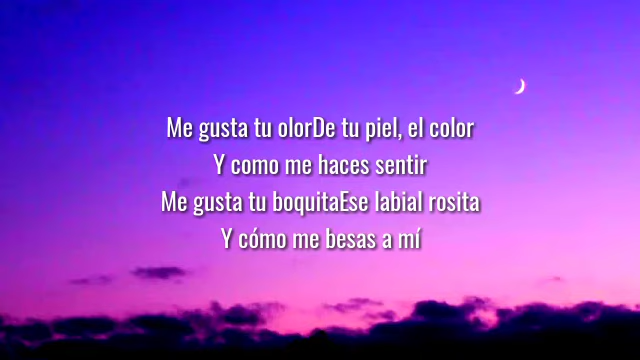 Me gusta tu olorDe tu piel, el color
Y como me haces sentir
Me gusta tu boquitaEse labial rosita
Y cómo me besas a mí